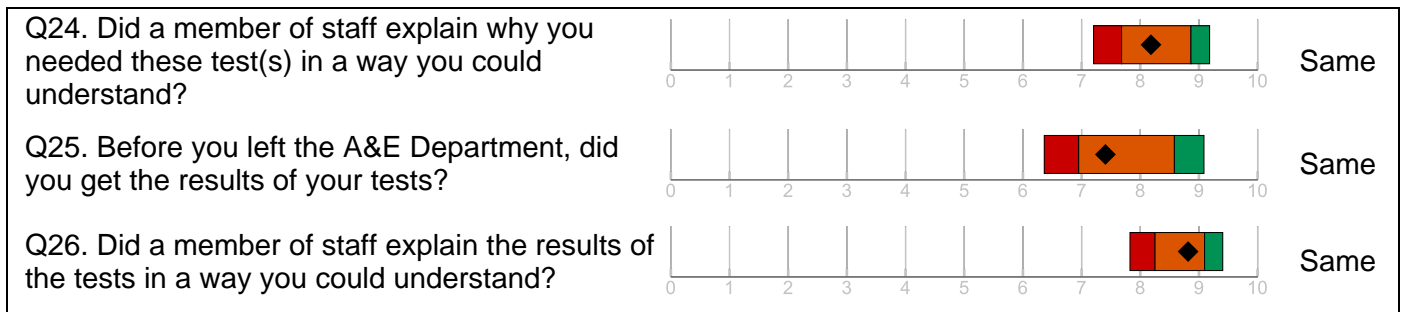 Q24. Did a member of staff explain why you
needed these test(s) in a way you could
understand?
0 1 2 3 4 5 6 7 8 9 10
Same
Q25. Before you left the A&E Department, did
you get the results of your tests?
0 1 2 3 4 5 6 7 8 9 10
Same
Q26. Did a member of staff explain the results of
the tests in a way you could understand?
0 1 2 3 4 5 6 7 8 9 10
Same